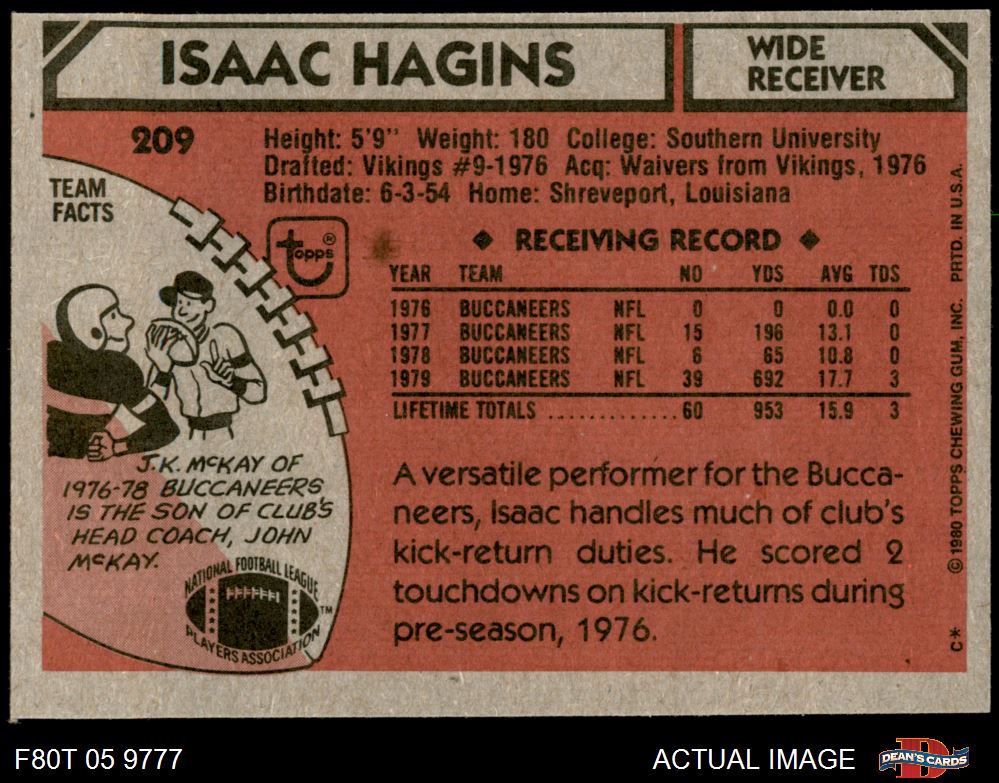 ISAAC HAGINS
WIDE
RECEIVER
209
Height: 5'9" Weight: 180 College: Southern University
Drafted: Vikings #9-1976 Acq: Waivers from Vikings, 1976
Birthdate: 6-3-54 Home: Shreveport, Louisiana
TEAM
FACTS
topps®
◆ RECEIVING RECORD ◆
YEAR TEAM NO YDS AVG TDS
1976 BUCCANEERS NFL 0 0 0.0 0
1977 BUCCANEERS NFL 15 196 13.1 0
1978 BUCCANEERS NFL 6 65 10.8 0
1979 BUCCANEERS NFL 39 692 17.7 3
LIFETIME TOTALS .............60 953 15.9 3
J.K. McKAY OF
1976-78 BUCCANEERS
IS THE SON OF CLUB'S
HEAD COACH, JOHN
McKAY.
NATIONAL FOOTBALL LEAGUE
PLAYERS ASSOCIATION
TM
A versatile performer for the Bucca-
neers, Isaac handles much of club's
kick-return duties. He scored 2
touchdowns on kick-returns during
pre-season, 1976.
C* © 1980 TOPPS CHEWING GUM, INC. PRTD. IN U.S.A.
F80T 05 9777
ACTUAL IMAGE
DEAN'S CARDS